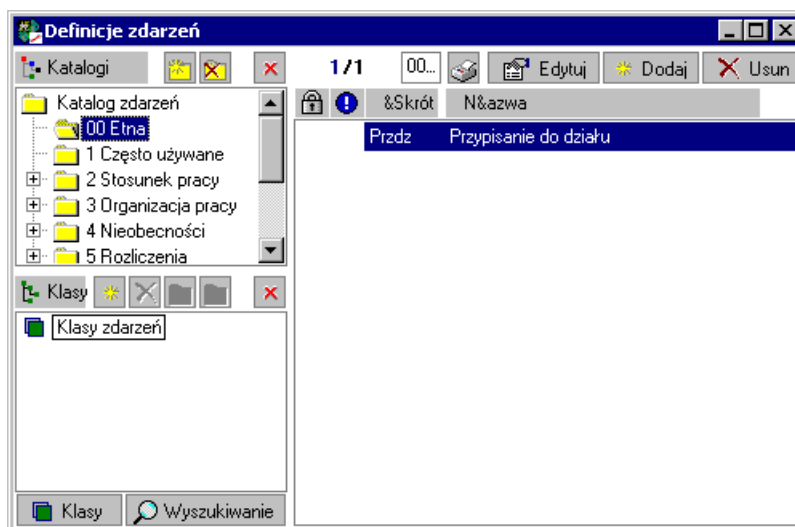 Definicje zdarzeń
Katalogi 1/1 00... Edytuj Dodaj Usun
&Skrót N&azwa
Katalog zdarzeń
00 Etna
1 Często używane
2 Stosunek pracy
3 Organizacja pracy
4 Nieobecności
5 Rozliczenia
Przdz Przypisanie do działu
Klasy
Klasy zdarzeń
Klasy Wyszukiwanie